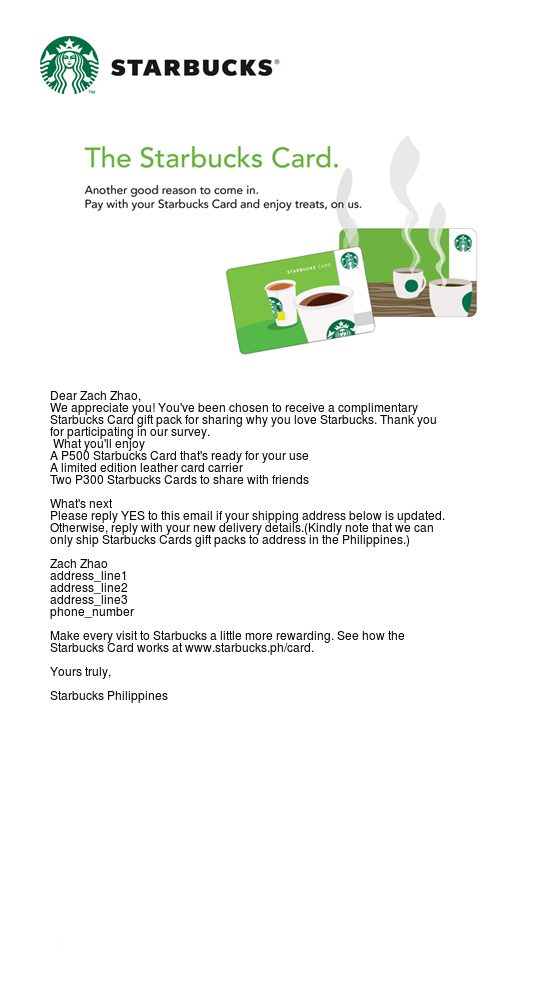 STARBUCKS®
TM
The Starbucks Card.
Another good reason to come in.
Pay with your Starbucks Card and enjoy treats, on us.
STARBUCKS CARD
Dear Zach Zhao,
We appreciate you! You've been chosen to receive a complimentary
Starbucks Card gift pack for sharing why you love Starbucks. Thank you
for participating in our survey.
What you'll enjoy
A P500 Starbucks Card that's ready for your use
A limited edition leather card carrier
Two P300 Starbucks Cards to share with friends
What's next
Please reply YES to this email if your shipping address below is updated.
Otherwise, reply with your new delivery details.(Kindly note that we can
only ship Starbucks Cards gift packs to address in the Philippines.)
Zach Zhao
address_line1
address_line2
address_line3
phone_number
Make every visit to Starbucks a little more rewarding. See how the
Starbucks Card works at www.starbucks.ph/card.
Yours truly,
Starbucks Philippines